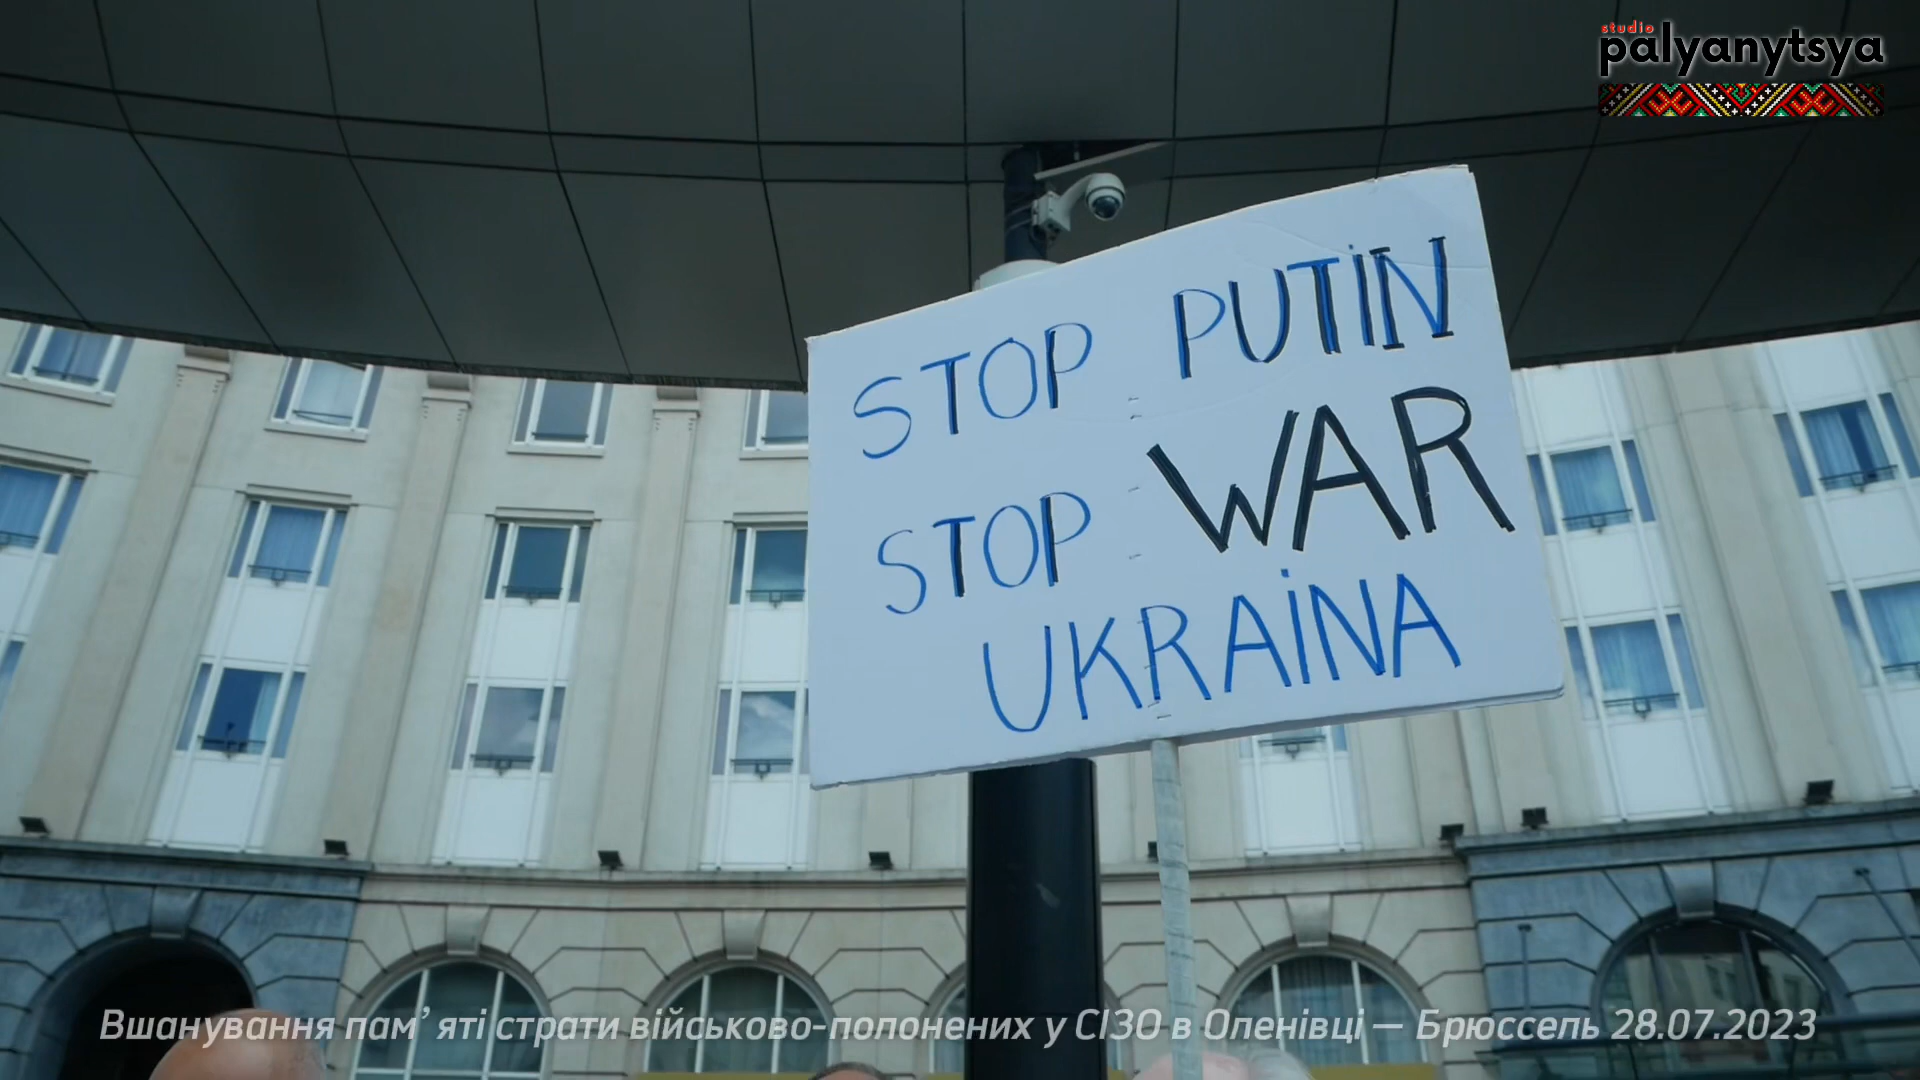 studio
palyanytsya
STOP PUTIN
STOP WAR
UKRAINA
Вшанування пам’ яті страти військово-полонених у СІЗО в Оленівці — Брюссель 28.07.2023